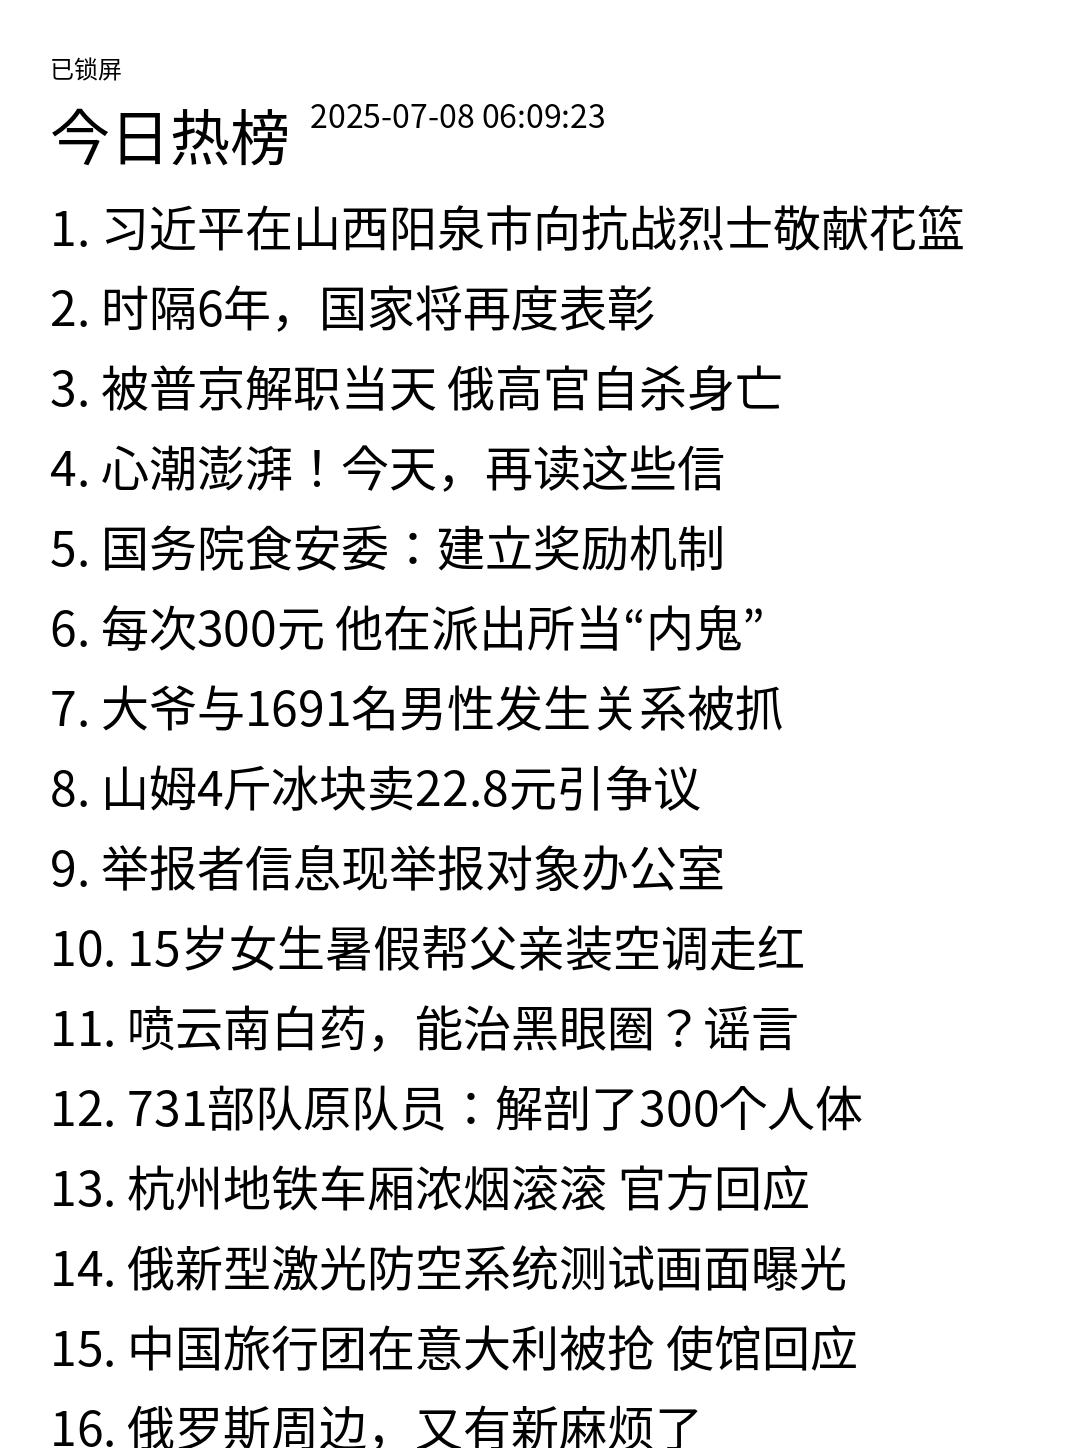 已锁屏
今日热榜 2025-07-08 06:09:23
1. 习近平在山西阳泉市向抗战烈士敬献花篮
2. 时隔6年，国家将再度表彰
3. 被普京解职当天 俄高官自杀身亡
4. 心潮澎湃！今天，再读这些信
5. 国务院食安委：建立奖励机制
6. 每次300元 他在派出所当“内鬼”
7. 大爷与1691名男性发生关系被抓
8. 山姆4斤冰块卖22.8元引争议
9. 举报者信息现举报对象办公室
10. 15岁女生暑假帮父亲装空调走红
11. 喷云南白药，能治黑眼圈？谣言
12. 731部队原队员：解剖了300个人体
13. 杭州地铁车厢浓烟滚滚 官方回应
14. 俄新型激光防空系统测试画面曝光
15. 中国旅行团在意大利被抢 使馆回应
16. 俄罗斯周边，又有新麻烦了